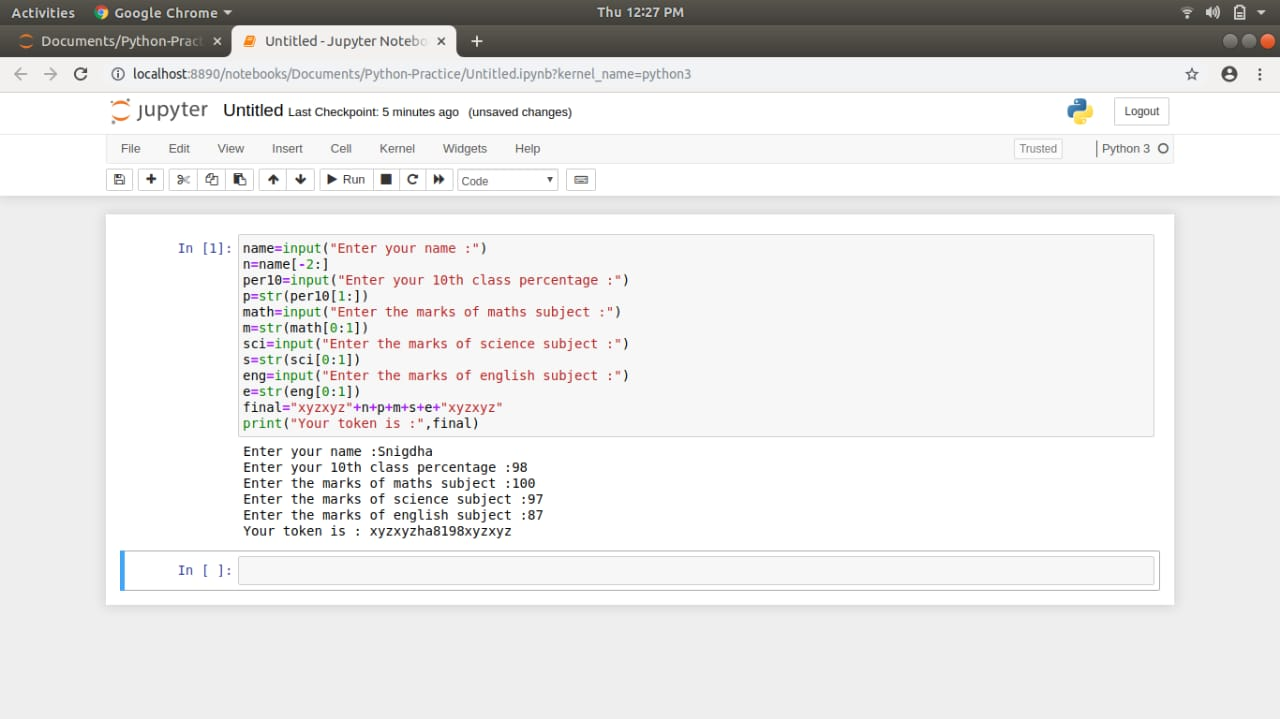 Activities Google Chrome Thu 12:27 PM
Documents/Python-Pract Untitled - Jupyter Notebo
localhost:8890/notebooks/Documents/Python-Practice/Untitled.ipynb?kernel_name=python3
jupyter Untitled Last Checkpoint: 5 minutes ago (unsaved changes) Logout
File Edit View Insert Cell Kernel Widgets Help Trusted Python 3
Run Code
In [1]: name=input("Enter your name :")
n=name[-2:]
per10=input("Enter your 10th class percentage :")
p=str(per10[1:])
math=input("Enter the marks of maths subject :")
m=str(math[0:1])
sci=input("Enter the marks of science subject :")
s=str(sci[0:1])
eng=input("Enter the marks of english subject :")
e=str(eng[0:1])
final="xyzxyz"+n+p+m+s+e+"xyzxyz"
print("Your token is :",final)
Enter your name :Snigdha
Enter your 10th class percentage :98
Enter the marks of maths subject :100
Enter the marks of science subject :97
Enter the marks of english subject :87
Your token is : xyzxyzha8198xyzxyz
In [ ]: